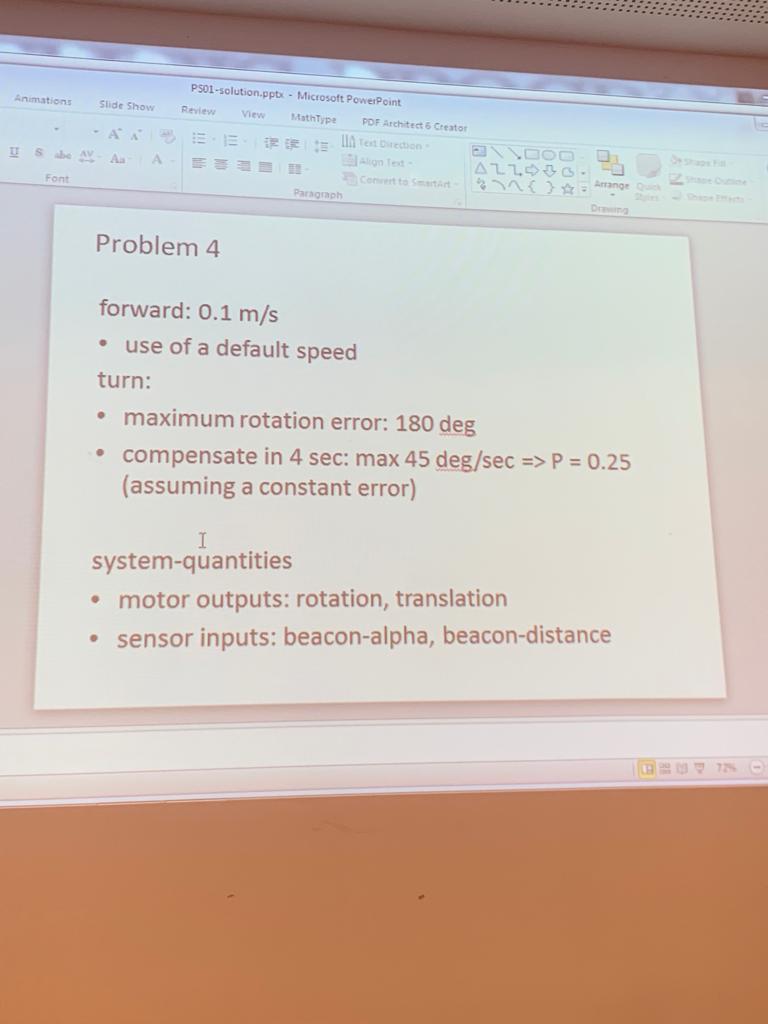 PS01-solution.pptx - Microsoft PowerPoint
Animations Slide Show Review View MathType PDF Architect 6 Creator
Text Direction
Align Text
Convert to SmartArt
Arrange Quick Styles
Shape Fill
Shape Outline
Shape Effects
Font Paragraph Drawing
Problem 4
forward: 0.1 m/s
• use of a default speed
turn:
• maximum rotation error: 180 deg
• compensate in 4 sec: max 45 deg/sec => P = 0.25
(assuming a constant error)
system-quantities
• motor outputs: rotation, translation
• sensor inputs: beacon-alpha, beacon-distance
72%